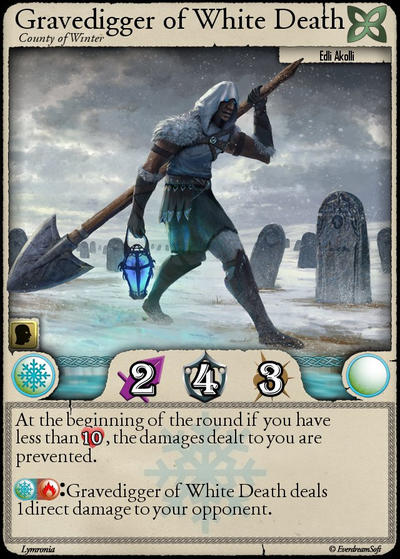 Gravedigger of White Death
County of Winter
Edli Akolli
2 4 3
At the beginning of the round if you have
less than 10, the damages dealt to you are
prevented.
:Gravedigger of White Death deals
1direct damage to your opponent.
Lymronia © EverdreamSoft